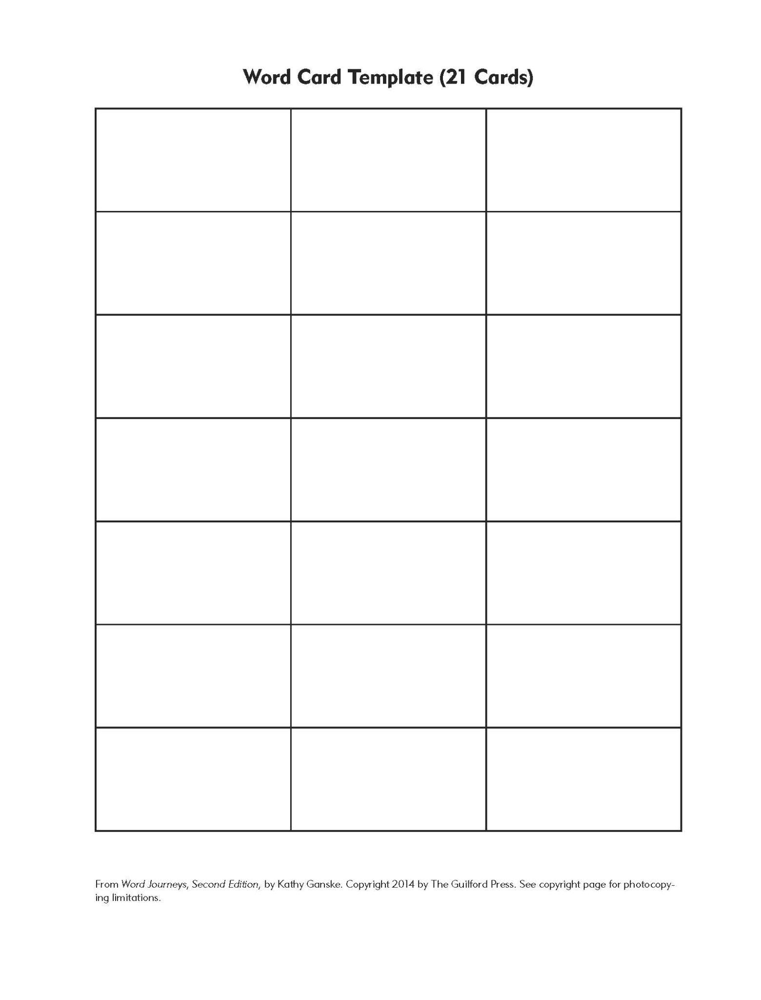 Word Card Template (21 Cards)
From Word Journeys, Second Edition, by Kathy Ganske. Copyright 2014 by The Guilford Press. See copyright page for photocopy-
ing limitations.